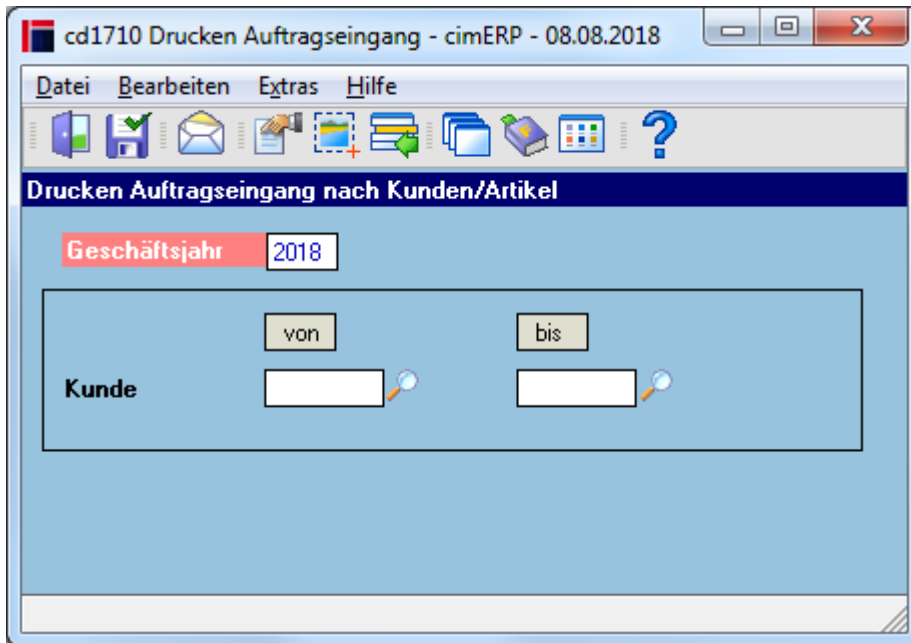 cd1710 Drucken Auftragseingang - cimERP - 08.08.2018
Datei Bearbeiten Extras Hilfe
Drucken Auftragseingang nach Kunden/Artikel
Geschäftsjahr 2018
von bis
Kunde